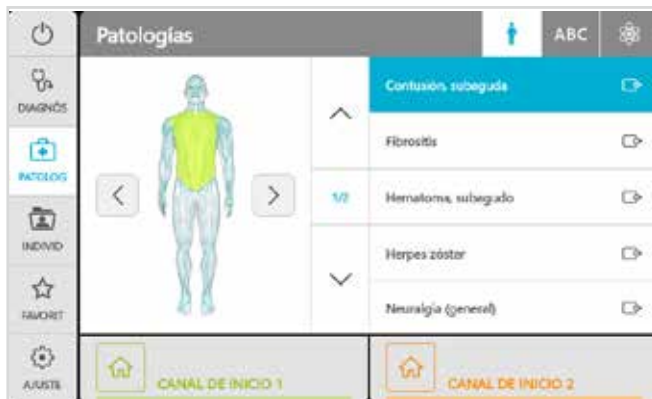 Patologías
ABC
DIAGNÓS
PATOLOG
INDIVID
FAVORIT
AJUSTE
1/2
Contusión, subaguda
Fibrositis
Hematoma, subagudo
Herpes zóster
Neuralgia (general)
CANAL DE INICIO 1
CANAL DE INICIO 2